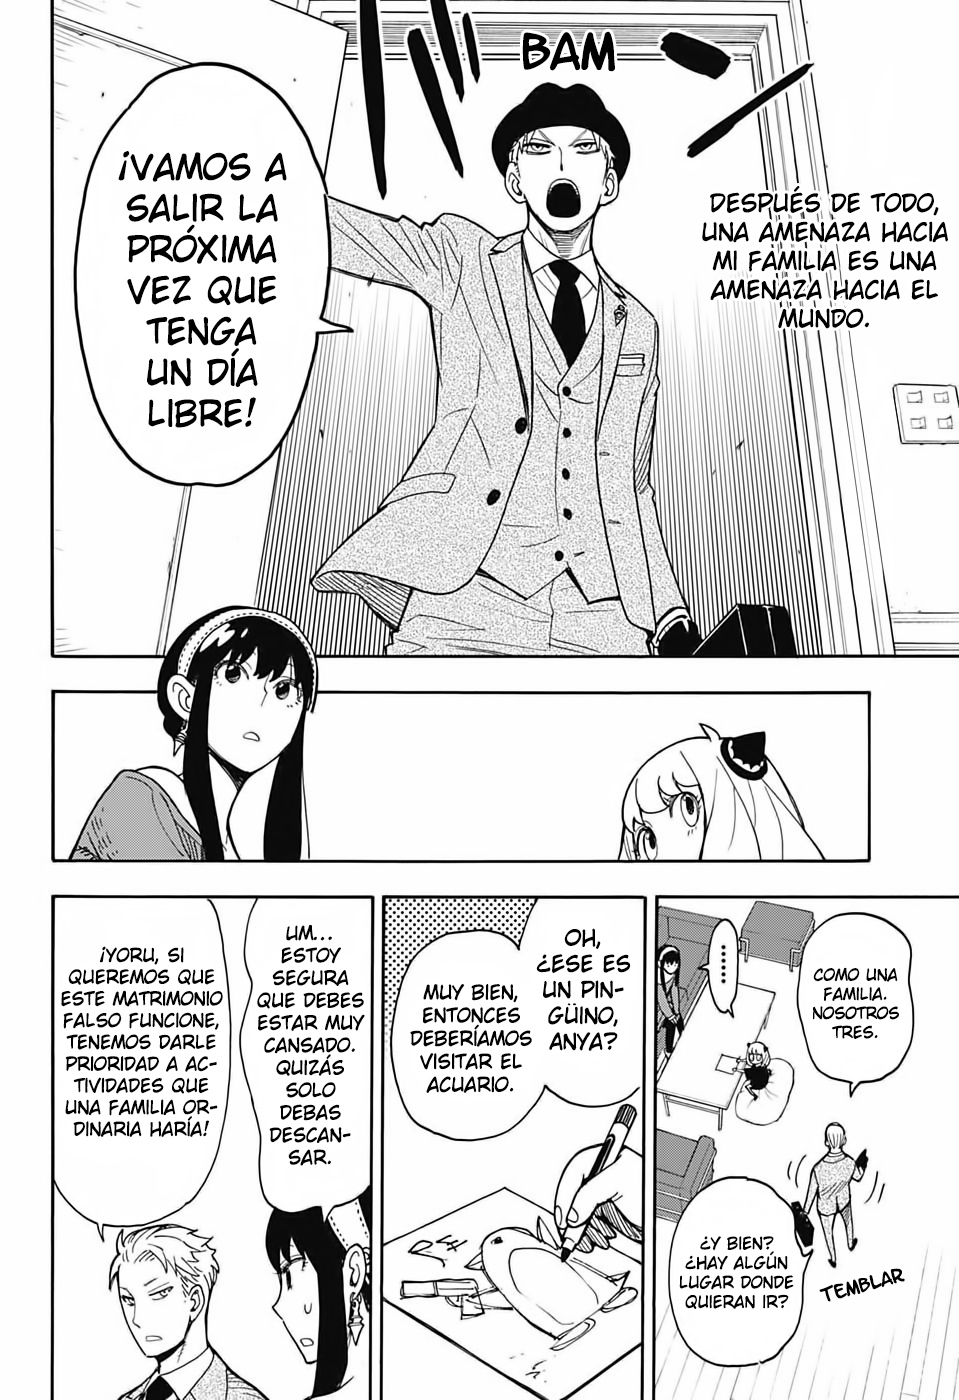 BAM
DESPUÉS DE TODO,
UNA AMENAZA HACIA
MI FAMILIA ES UNA
AMENAZA HACIA EL
MUNDO.
¡VAMOS A
SALIR LA
PRÓXIMA
VEZ QUE
TENGA
UN DÍA
LIBRE!
COMO UNA
FAMILIA.
NOSOTROS
TRES.
........
¿Y BIEN?
¿HAY ALGÚN
LUGAR DONDE
QUIERAN IR?
TEMBLAR
OH,
¿ESE ES
UN PIN-
GÜINO,
ANYA?
MUY BIEN,
ENTONCES
DEBERÍAMOS
VISITAR EL
ACUARIO.
UM...
ESTOY
SEGURA
QUE DEBES
ESTAR MUY
CANSADO.
QUIZÁS
SOLO
DEBAS
DESCAN-
SAR.
¡YORU, SI
QUEREMOS QUE
ESTE MATRIMONIO
FALSO FUNCIONE,
TENEMOS DARLE
PRIORIDAD A AC-
TIVIDADES QUE
UNA FAMILIA OR-
DINARIA HARÍA!